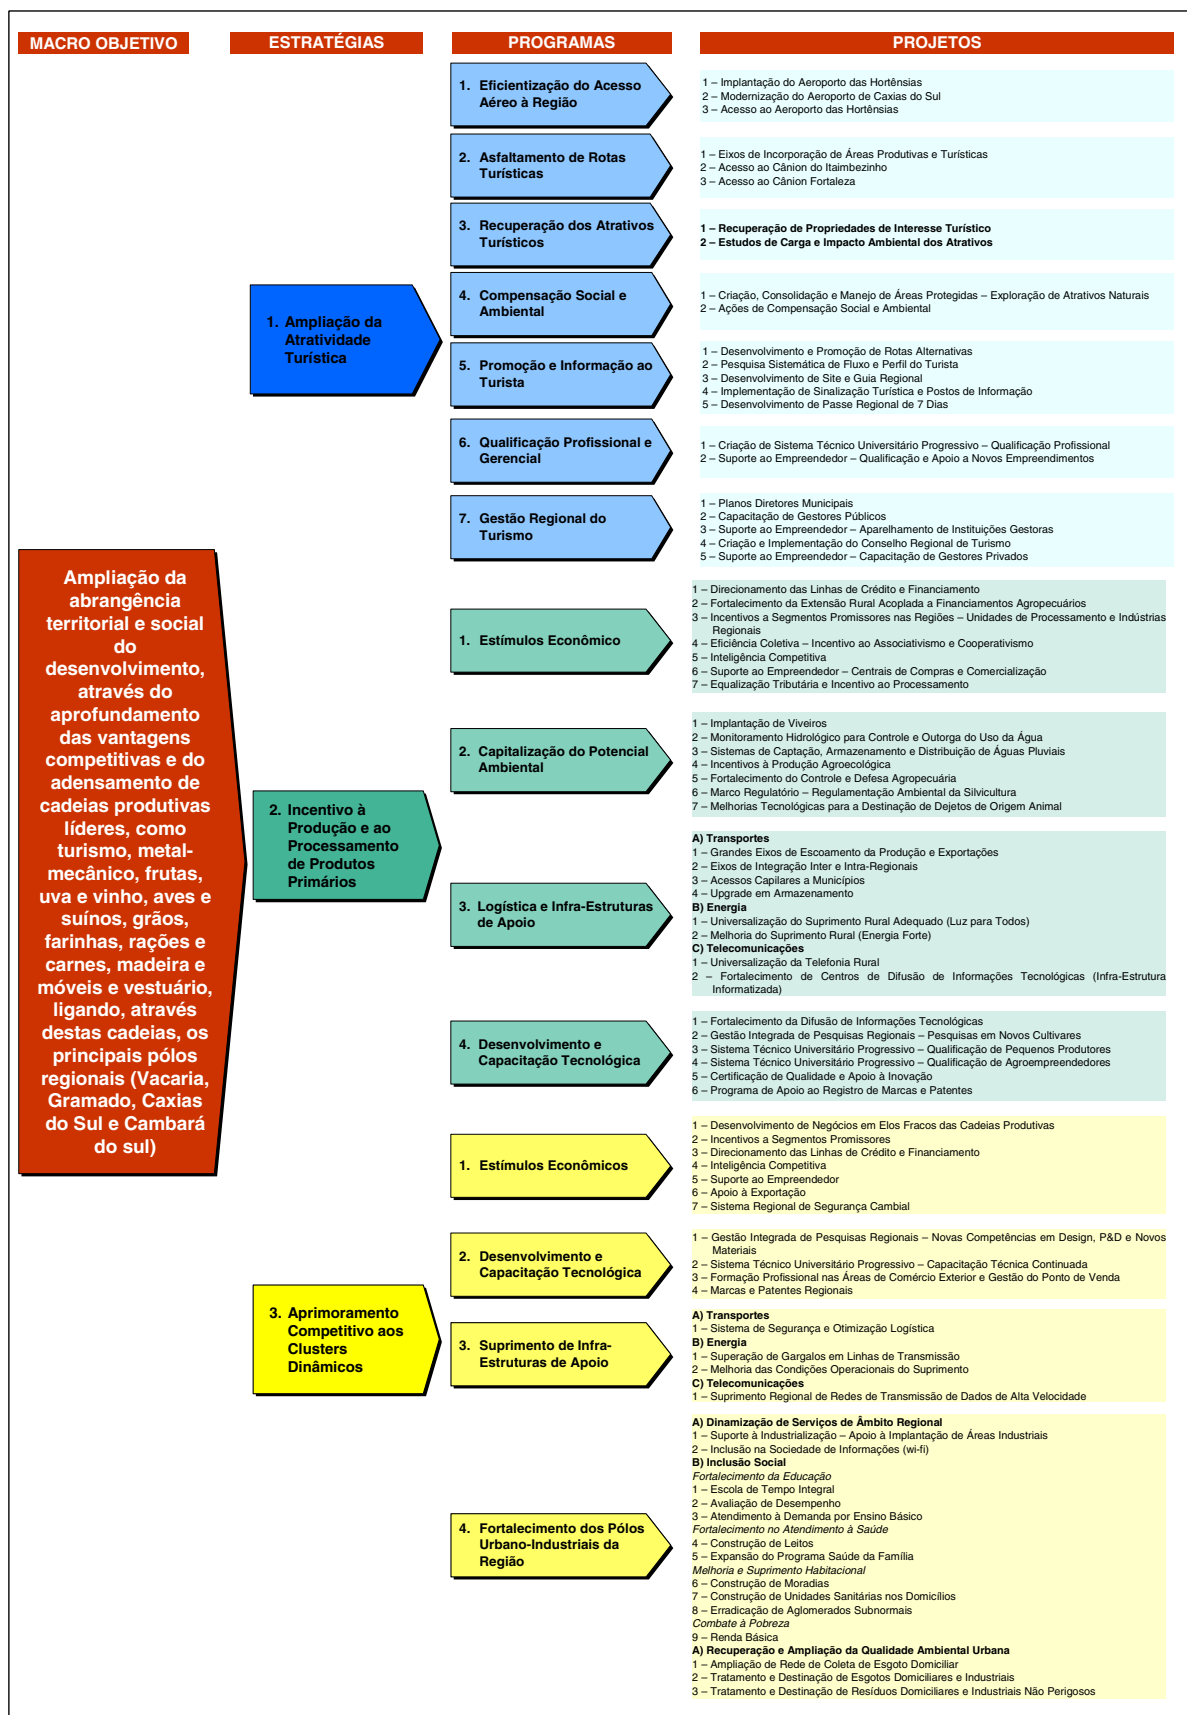 MACRO OBJETIVO
ESTRATÉGIAS
PROGRAMAS
PROJETOS
Ampliação da
abrangência
territorial e social
do
desenvolvimento,
através do
aprofundamento
das vantagens
competitivas e do
adensamento de
cadeias produtivas
líderes, como
turismo, metal-
mecânico, frutas,
uva e vinho, aves e
suínos, grãos,
farinhas, rações e
carnes, madeira e
móveis e vestuário,
ligando, através
destas cadeias, os
principais pólos
regionais (Vacaria,
Gramado, Caxias
do Sul e Cambará
do sul)
1. Ampliação da
Atratividade
Turística
1. Eficientização do Acesso
Aéreo à Região
1 – Implantação do Aeroporto das Hortênsias
2 – Modernização do Aeroporto de Caxias do Sul
3 – Acesso ao Aeroporto das Hortênsias
2. Asfaltamento de Rotas
Turísticas
1 – Eixos de Incorporação de Áreas Produtivas e Turísticas
2 – Acesso ao Cânion do Itaimbezinho
3 – Acesso ao Cânion Fortaleza
3. Recuperação dos Atrativos
Turísticos
1 – Recuperação de Propriedades de Interesse Turístico
2 – Estudos de Carga e Impacto Ambiental dos Atrativos
4. Compensação Social e
Ambiental
1 – Criação, Consolidação e Manejo de Áreas Protegidas – Exploração de Atrativos Naturais
2 – Ações de Compensação Social e Ambiental
5. Promoção e Informação ao
Turista
1 – Desenvolvimento e Promoção de Rotas Alternativas
2 – Pesquisa Sistemática de Fluxo e Perfil do Turista
3 – Desenvolvimento de Site e Guia Regional
4 – Implementação de Sinalização Turística e Postos de Informação
5 – Desenvolvimento de Passe Regional de 7 Dias
6. Qualificação Profissional e
Gerencial
1 – Criação de Sistema Técnico Universitário Progressivo – Qualificação Profissional
2 – Suporte ao Empreendedor – Qualificação e Apoio a Novos Empreendimentos
7. Gestão Regional do
Turismo
1 – Planos Diretores Municipais
2 – Capacitação de Gestores Públicos
3 – Suporte ao Empreendedor – Aparelhamento de Instituições Gestoras
4 – Criação e Implementação do Conselho Regional de Turismo
5 – Suporte ao Empreendedor – Capacitação de Gestores Privados
2. Incentivo à
Produção e ao
Processamento
de Produtos
Primários
1. Estímulos Econômico
1 – Direcionamento das Linhas de Crédito e Financiamento
2 – Fortalecimento da Extensão Rural Acoplada a Financiamentos Agropecuários
3 – Incentivos a Segmentos Promissores nas Regiões – Unidades de Processamento e Indústrias
Regionais
4 – Eficiência Coletiva – Incentivo ao Associativismo e Cooperativismo
5 – Inteligência Competitiva
6 – Suporte ao Empreendedor – Centrais de Compras e Comercialização
7 – Equalização Tributária e Incentivo ao Processamento
2. Capitalização do Potencial
Ambiental
1 – Implantação de Viveiros
2 – Monitoramento Hidrológico para Controle e Outorga do Uso da Água
3 – Sistemas de Captação, Armazenamento e Distribuição de Águas Pluviais
4 – Incentivos à Produção Agroecológica
5 – Fortalecimento do Controle e Defesa Agropecuária
6 – Marco Regulatório – Regulamentação Ambiental da Silvicultura
7 – Melhorias Tecnológicas para a Destinação de Dejetos de Origem Animal
3. Logística e Infra-Estruturas
de Apoio
A) Transportes
1 – Grandes Eixos de Escoamento da Produção e Exportações
2 – Eixos de Integração Inter e Intra-Regionais
3 – Acessos Capilares a Municípios
4 – Upgrade em Armazenamento
B) Energia
1 – Universalização do Suprimento Rural Adequado (Luz para Todos)
2 – Melhoria do Suprimento Rural (Energia Forte)
C) Telecomunicações
1 – Universalização da Telefonia Rural
2 – Fortalecimento de Centros de Difusão de Informações Tecnológicas (Infra-Estrutura
Informatizada)
4. Desenvolvimento e
Capacitação Tecnológica
1 – Fortalecimento da Difusão de Informações Tecnológicas
2 – Gestão Integrada de Pesquisas Regionais – Pesquisas em Novos Cultivares
3 – Sistema Técnico Universitário Progressivo – Qualificação de Pequenos Produtores
4 – Sistema Técnico Universitário Progressivo – Qualificação de Agroempreendedores
5 – Certificação de Qualidade e Apoio à Inovação
6 – Programa de Apoio ao Registro de Marcas e Patentes
3. Aprimoramento
Competitivo aos
Clusters
Dinâmicos
1. Estímulos Econômicos
1 – Desenvolvimento de Negócios em Elos Fracos das Cadeias Produtivas
2 – Incentivos a Segmentos Promissores
3 – Direcionamento das Linhas de Crédito e Financiamento
4 – Inteligência Competitiva
5 – Suporte ao Empreendedor
6 – Apoio à Exportação
7 – Sistema Regional de Segurança Cambial
2. Desenvolvimento e
Capacitação Tecnológica
1 – Gestão Integrada de Pesquisas Regionais – Novas Competências em Design, P&D e Novos
Materiais
2 – Sistema Técnico Universitário Progressivo – Capacitação Técnica Continuada
3 – Formação Profissional nas Áreas de Comércio Exterior e Gestão do Ponto de Venda
4 – Marcas e Patentes Regionais
3. Suprimento de Infra-
Estruturas de Apoio
A) Transportes
1 – Sistema de Segurança e Otimização Logística
B) Energia
1 – Superação de Gargalos em Linhas de Transmissão
2 – Melhoria das Condições Operacionais do Suprimento
C) Telecomunicações
1 – Suprimento Regional de Redes de Transmissão de Dados de Alta Velocidade
4. Fortalecimento dos Pólos
Urbano-Industriais da
Região
A) Dinamização de Serviços de Âmbito Regional
1 – Suporte à Industrialização – Apoio à Implantação de Áreas Industriais
2 – Inclusão na Sociedade de Informações (wi-fi)
B) Inclusão Social
Fortalecimento da Educação
1 – Escola de Tempo Integral
2 – Avaliação de Desempenho
3 – Atendimento à Demanda por Ensino Básico
Fortalecimento no Atendimento à Saúde
4 – Construção de Leitos
5 – Expansão do Programa Saúde da Família
Melhoria e Suprimento Habitacional
6 – Construção de Moradias
7 – Construção de Unidades Sanitárias nos Domicílios
8 – Erradicação de Aglomerados Subnormais
Combate à Pobreza
9 – Renda Básica
A) Recuperação e Ampliação da Qualidade Ambiental Urbana
1 – Ampliação de Rede de Coleta de Esgoto Domiciliar
2 – Tratamento e Destinação de Esgotos Domiciliares e Industriais
3 – Tratamento e Destinação de Resíduos Domiciliares e Industriais Não Perigosos